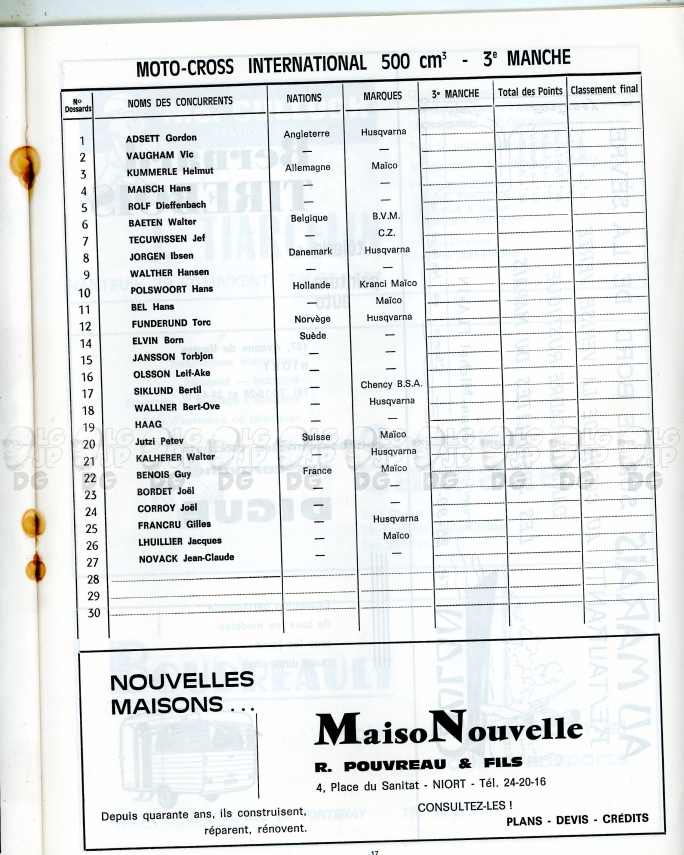 MOTO-CROSS INTERNATIONAL 500 cm³ - 3e MANCHE
No Dossards NOMS DES CONCURRENTS NATIONS MARQUES 3e MANCHE Total des Points Classement final
1 ADSETT Gordon Angleterre Husqvarna
2 VAUGHAM Vic — —
3 KUMMERLE Helmut Allemagne Maïco
4 MAISCH Hans — —
5 ROLF Dieffenbach — —
6 BAETEN Walter Belgique B.V.M.
7 TECUWISSEN Jef — C.Z.
8 JORGEN Ibsen Danemark Husqvarna
9 WALTHER Hansen — —
10 POLSWOORT Hans Hollande Kranci Maïco
11 BEL Hans — Maïco
12 FUNDERUND Torc Norvège Husqvarna
14 ELVIN Born Suède —
15 JANSSON Torbjon — —
16 OLSSON Leif-Ake — —
17 SIKLUND Bertil — Chency B.S.A.
18 WALLNER Bert-Ove — Husqvarna
19 HAAG — —
20 Jutzi Petev Suisse Maïco
21 KALHERER Walter — Husqvarna
22 BENOIS Guy France Maïco
23 BORDET Joël — —
24 CORROY Joël — —
25 FRANCRU Gilles — Husqvarna
26 LHUILLIER Jacques — Maïco
27 NOVACK Jean-Claude — —
28
29
30
NOUVELLES
MAISONS ...
MaisoNouvelle
R. POUVREAU & FILS
4, Place du Sanitat - NIORT - Tél. 24-20-16
Depuis quarante ans, ils construisent,
réparent, rénovent.
CONSULTEZ-LES !
PLANS - DEVIS - CRÉDITS
17